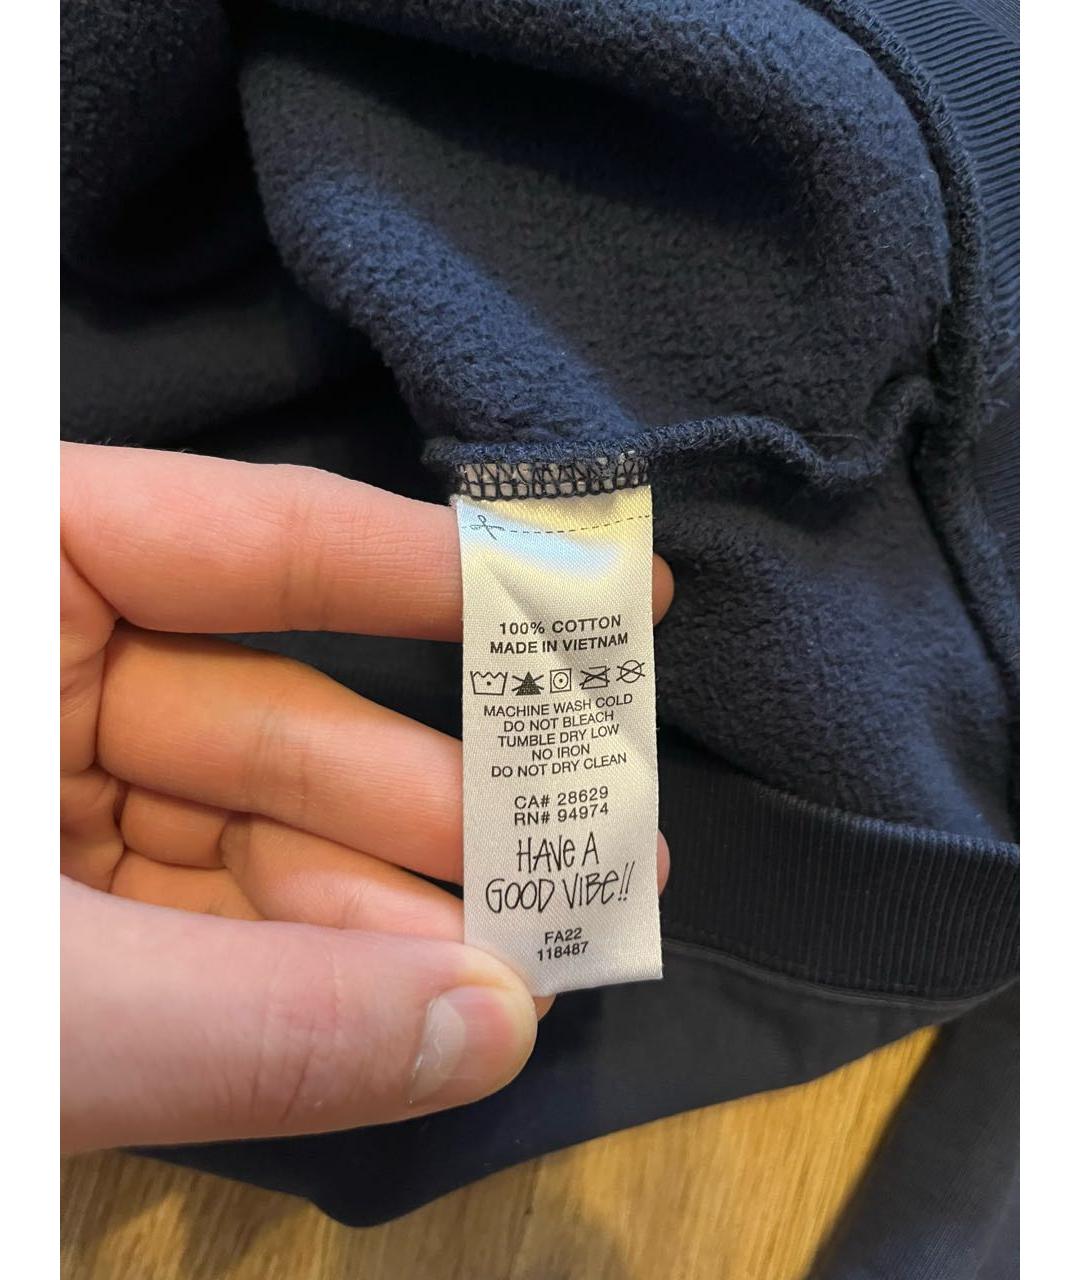 100% COTTON
MADE IN VIETNAM
MACHINE WASH COLD
DO NOT BLEACH
TUMBLE DRY LOW
NO IRON
DO NOT DRY CLEAN
CA# 28629
RN# 94974
HAVE A
GOOD VIBE!!
FA22
118487